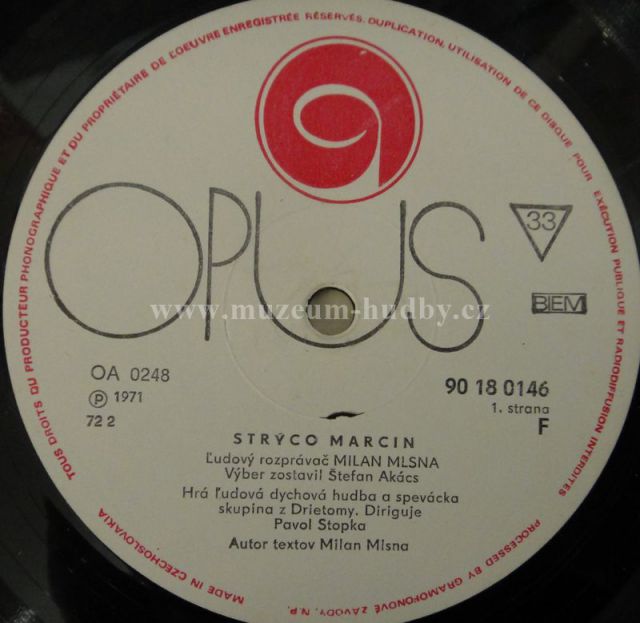 TOUS DROITS DU PRODUCTEUR PHONOGRAPHIQUE ET DU PROPRIÉTAIRE DE L'OEUVRE ENREGISTRÉE RÉSERVÉS. DUPLICATION, UTILISATION DE CE DISQUE POUR EXÉCUTION PUBLIQUE ET RADIODIFFUSION INTERDITES
OPUS
33
www.muzeum-hudby.cz
BIEM
OA 0248
Ⓟ 1971
72 2
90 18 0146
1. strana
F
STRÝCO MARCIN
Ľudový rozprávač MILAN MLSNA
Výber zostavil Štefan Akács
Hrá ľudová dychová hudba a spevácka
skupina z Drietomy. Diriguje
Pavol Stopka
Autor textov Milan Mlsna
MADE IN CZECHOSLOVAKIA
PROCESSED BY GRAMOFONOVÉ ZÁVODY, N.P.